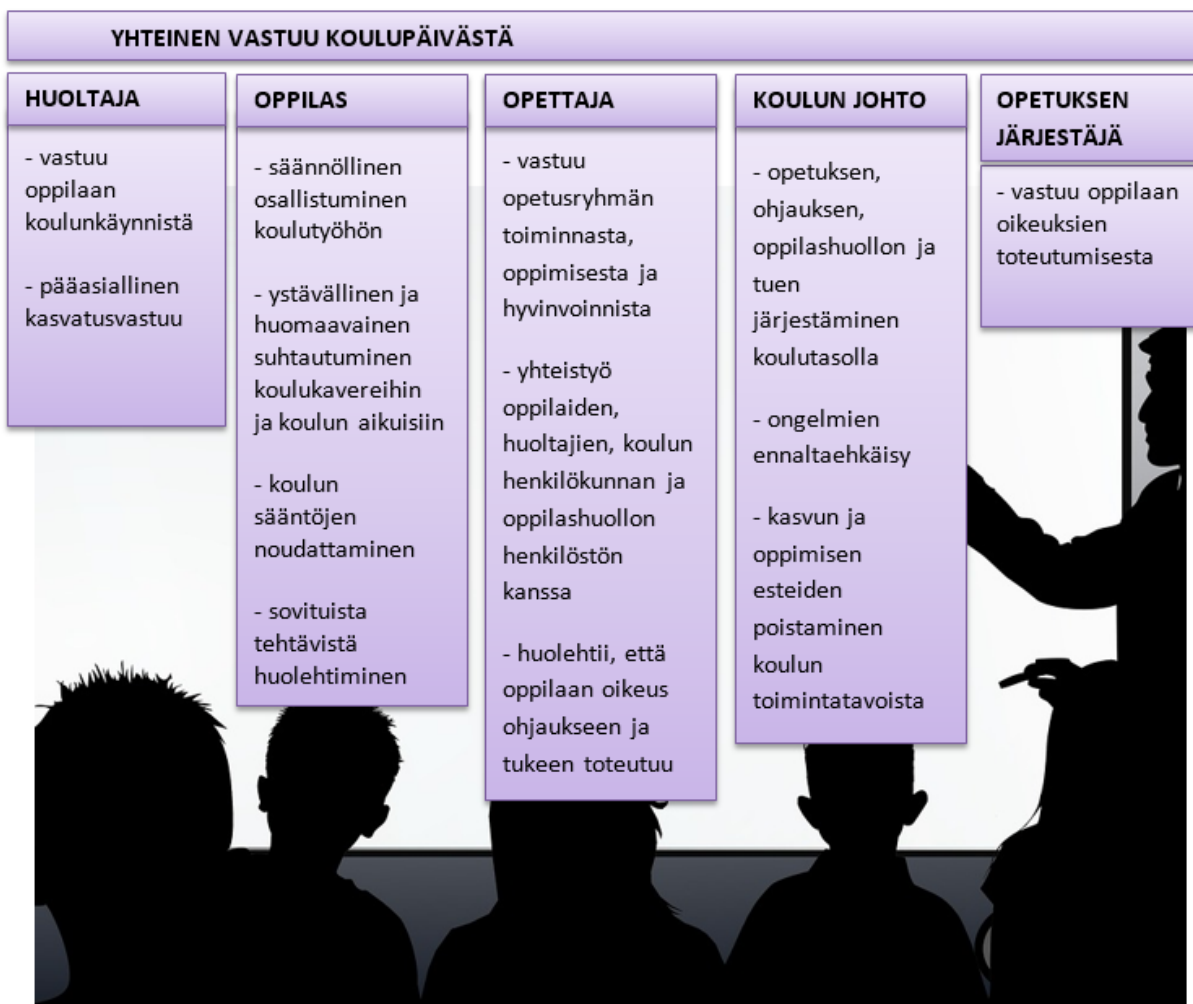 YHTEINEN VASTUU KOULUPÄIVÄSTÄ
HUOLTAJA
- vastuu
oppilaan
koulunkäynnistä
- pääasiallinen
kasvatusvastuu
OPPILAS
- säännöllinen
osallistuminen
koulutyöhön
- ystävällinen ja
huomaavainen
suhtautuminen
koulukavereihin
ja koulun aikuisiin
- koulun
sääntöjen
noudattaminen
- sovituista
tehtävistä
huolehtiminen
OPETTAJA
- vastuu
opetusryhmän
toiminnasta,
oppimisesta ja
hyvinvoinnista
- yhteistyö
oppilaiden,
huoltajien, koulun
henkilökunnan ja
oppilashuollon
henkilöstön
kanssa
- huolehtii, että
oppilaan oikeus
ohjaukseen ja
tukeen toteutuu
KOULUN JOHTO
- opetuksen,
ohjauksen,
oppilashuollon ja
tuen
järjestäminen
koulutasolla
- ongelmien
ennaltaehkäisy
- kasvun ja
oppimisen
esteiden
poistaminen
koulun
toimintatavoista
OPETUKSEN
JÄRJESTÄJÄ
- vastuu oppilaan
oikeuksien
toteutumisesta